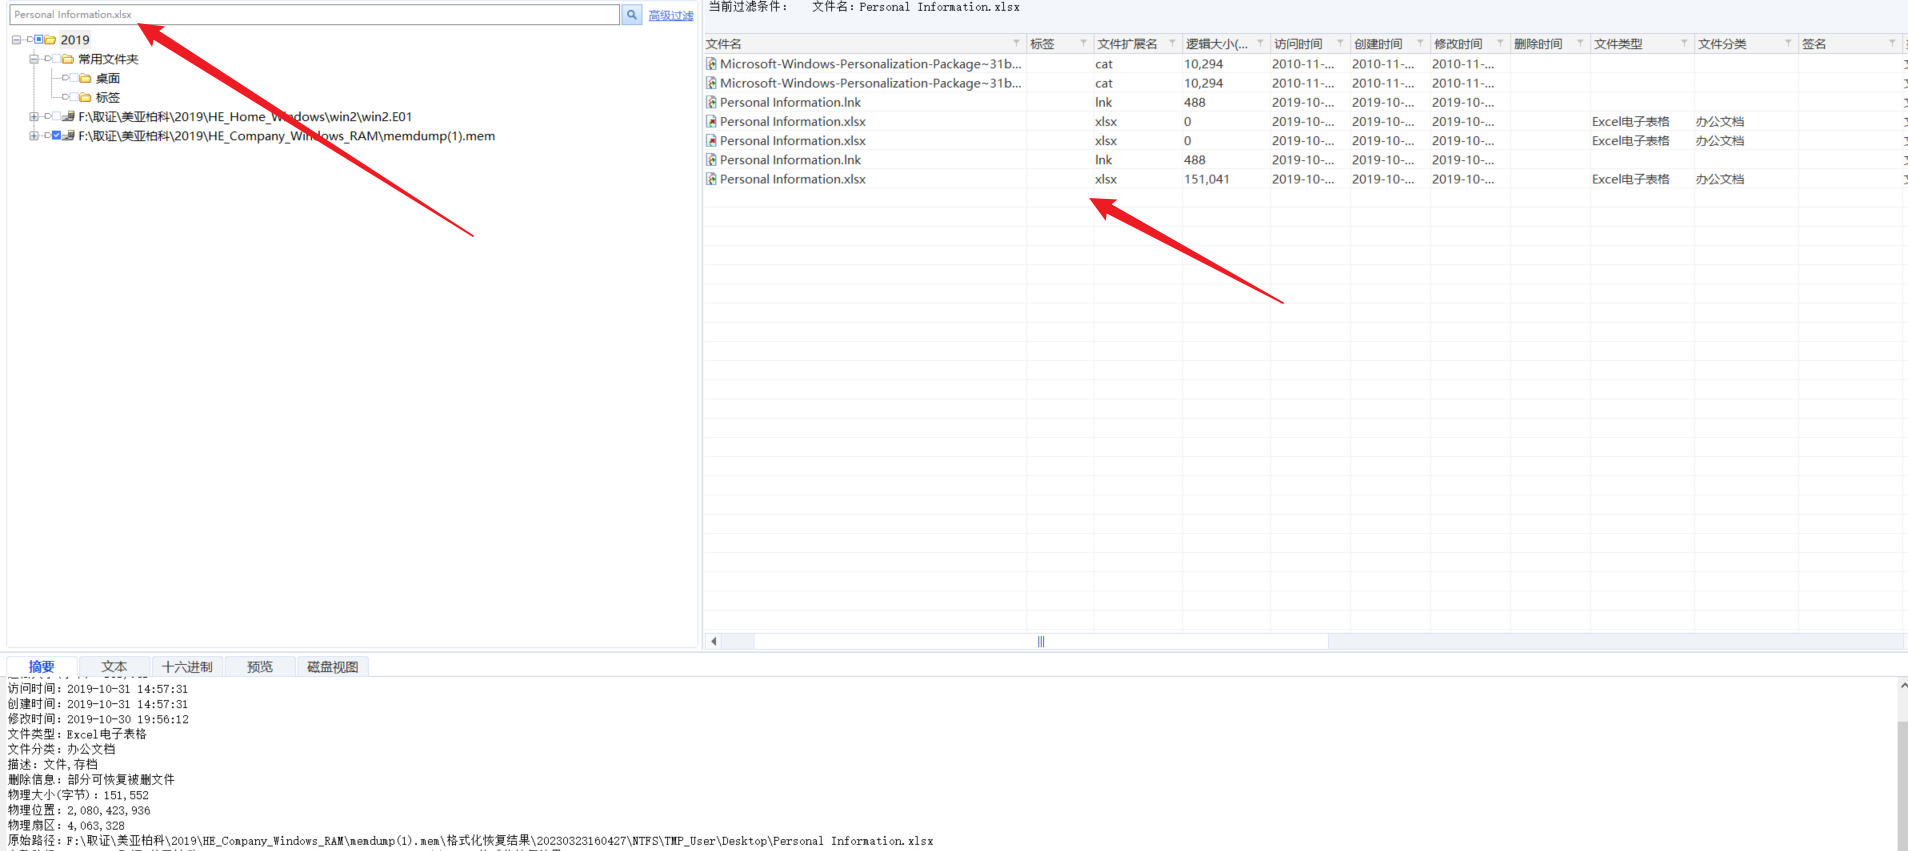 Personal Information.xlsx
高级过滤
2019
常用文件夹
桌面
标签
F:\取证\美亚柏科\2019\HE_Home_Windows\win2\win2.E01
F:\取证\美亚柏科\2019\HE_Company_Windows_RAM\memdump(1).mem
当前过滤条件： 文件名：Personal Information.xlsx
文件名 标签 文件扩展名 逻辑大小(... 访问时间 创建时间 修改时间 删除时间 文件类型 文件分类 签名
Microsoft-Windows-Personalization-Package~31b... cat 10,294 2010-11-... 2010-11-... 2010-11-...
Microsoft-Windows-Personalization-Package~31b... cat 10,294 2010-11-... 2010-11-... 2010-11-...
Personal Information.lnk lnk 488 2019-10-... 2019-10-... 2019-10-...
Personal Information.xlsx xlsx 0 2019-10-... 2019-10-... 2019-10-... Excel电子表格 办公文档
Personal Information.xlsx xlsx 0 2019-10-... 2019-10-... 2019-10-... Excel电子表格 办公文档
Personal Information.lnk lnk 488 2019-10-... 2019-10-... 2019-10-...
Personal Information.xlsx xlsx 151,041 2019-10-... 2019-10-... 2019-10-... Excel电子表格 办公文档
摘要 文本 十六进制 预览 磁盘视图
访问时间：2019-10-31 14:57:31
创建时间：2019-10-31 14:57:31
修改时间：2019-10-30 19:56:12
文件类型：Excel电子表格
文件分类：办公文档
描述：文件,存档
删除信息：部分可恢复被删文件
物理大小(字节)：151,552
物理位置：2,080,423,936
物理扇区：4,063,328
原始路径：F:\取证\美亚柏科\2019\HE_Company_Windows_RAM\memdump(1).mem\格式化恢复结果\20230323160427\NTFS\TMP_User\Desktop\Personal Information.xlsx